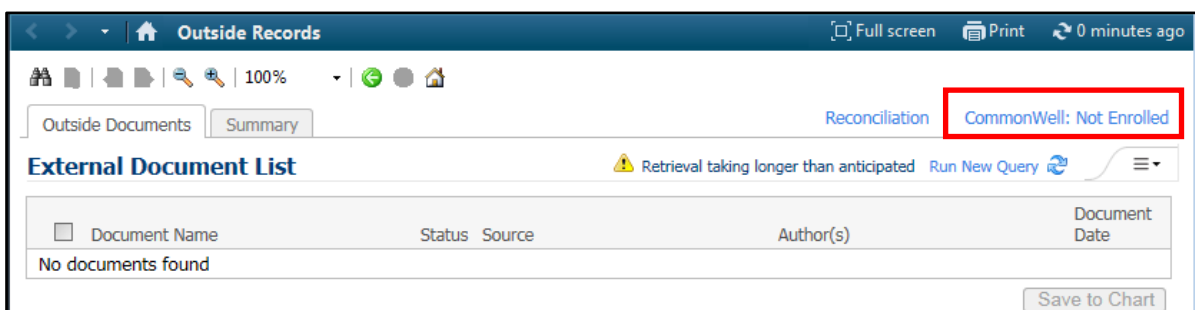 Outside Records Full screen Print 0 minutes ago
100%
Outside Documents Summary Reconciliation CommonWell: Not Enrolled
External Document List Retrieval taking longer than anticipated Run New Query
Document Name Status Source Author(s) Document Date
No documents found
Save to Chart